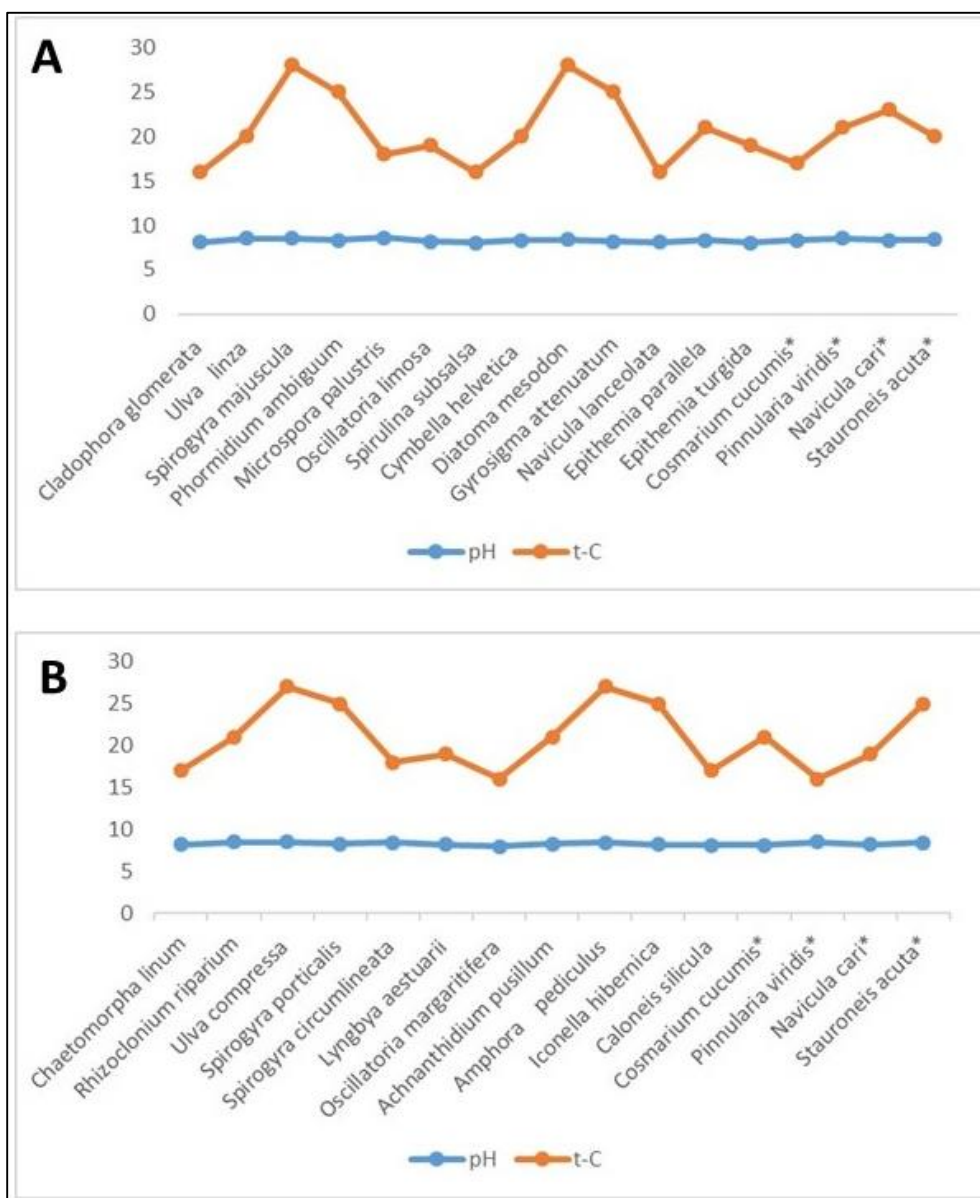 A
30
25
20
15
10
5
0
Cladophora glomerata
Ulva linza
Spirogyra majuscula
Phormidium ambiguum
Microspora palustris
Oscillatoria limosa
Spirulina subsalsa
Cymbella helvetica
Diatoma mesodon
Gyrosigma attenuatum
Navicula lanceolata
Epithemia parallela
Epithemia turgida
Cosmarium cucumis*
Pinnularia viridis*
Navicula cari*
Stauroneis acuta*
pH t-C
B
30
25
20
15
10
5
0
Chaetomorpha linum
Rhizoclonium riparium
Ulva compressa
Spirogyra porticalis
Spirogyra circumlineata
Lyngbya aestuarii
Oscillatoria margaritifera
Achnanthidium pusillum
Amphora pediculus
Iconella hibernica
Caloneis silicula
Cosmarium cucumis*
Pinnularia viridis*
Navicula cari*
Stauroneis acuta*
pH t-C